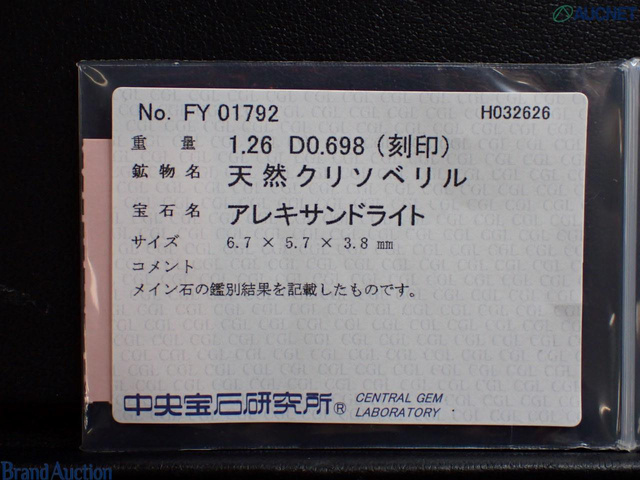 AUCNET
No. FY 01792 H032626
重量 1.26 D0.698 (刻印)
鉱物名 天然クリソベリル
宝石名 アレキサンドライト
サイズ 6.7 × 5.7 × 3.8 mm
コメント
メイン石の鑑別結果を記載したものです。
中央宝石研究所® CENTRAL GEM
LABORATORY
Brand Auction